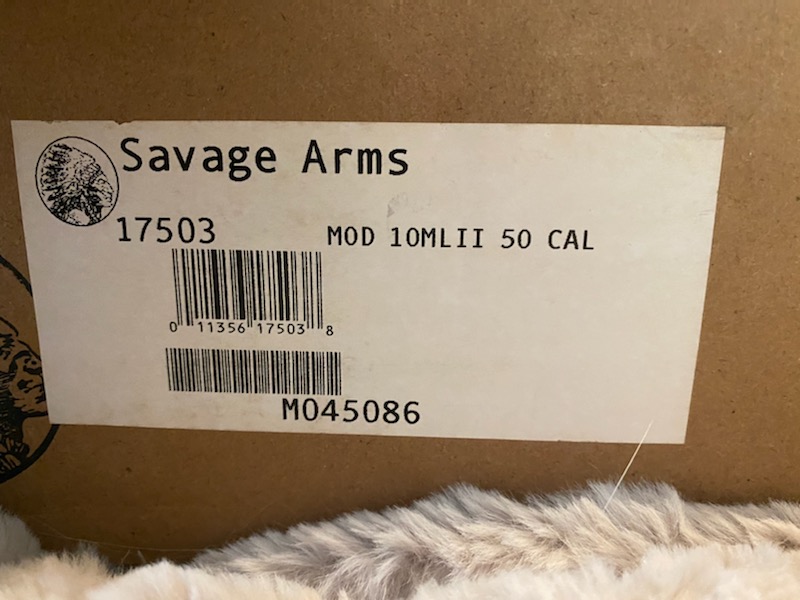 Savage Arms
17503
MOD 10MLII 50 CAL
0 11356 17503 8
M045086